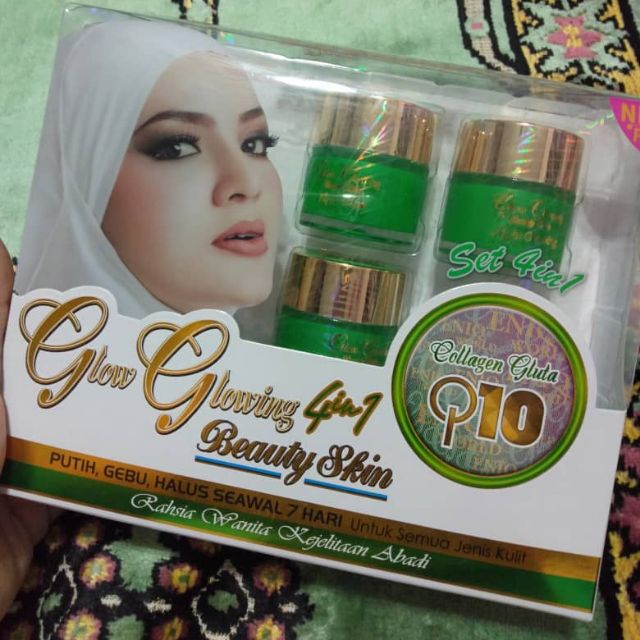 Set 4in1
Collagen Gluta
Q10
Glow Glowing 4in1
Beauty Skin
PUTIH, GEBU, HALUS SEAWAL 7 HARI Untuk Semua Jenis Kulit
Rahsia Wanita Kejelitaan Abadi